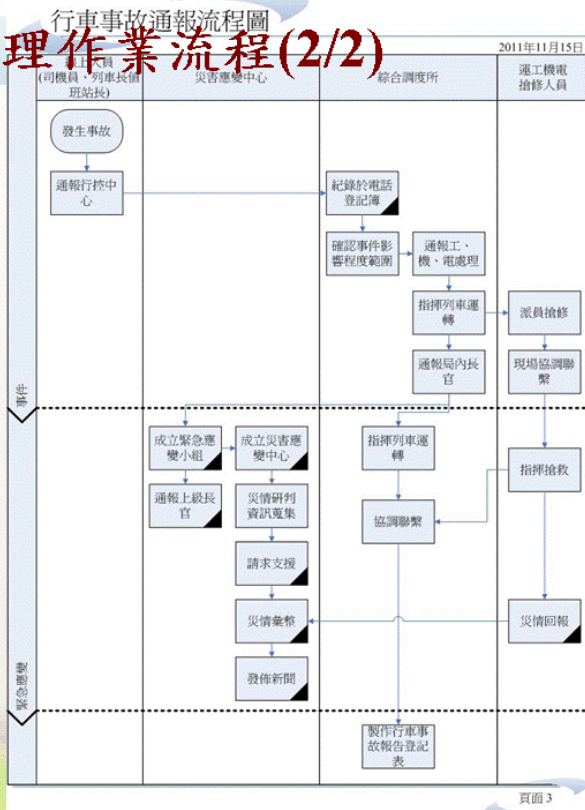 行車事故通報流程圖
理作業流程(2/2)
2011年11月15日
線上人員
(司機員、列車長值
班站長)
災害應變中心
綜合調度所
運工機電
搶修人員
發生事故
通報行控中
心
紀錄於電話
登記簿
確認事件影
響程度範圍
通報工、
機、電處理
指揮列車運
轉
派員搶修
通報局內長
官
現場協調聯
繫
事件
成立緊急應
變小組
成立災害應
變中心
指揮列車運
轉
指揮搶救
通報上級長
官
災情研判
資訊蒐集
協調聯繫
請求支援
災情彙整
災情回報
發佈新聞
緊急應變
製作行車事
故報告登記
表
頁面 3